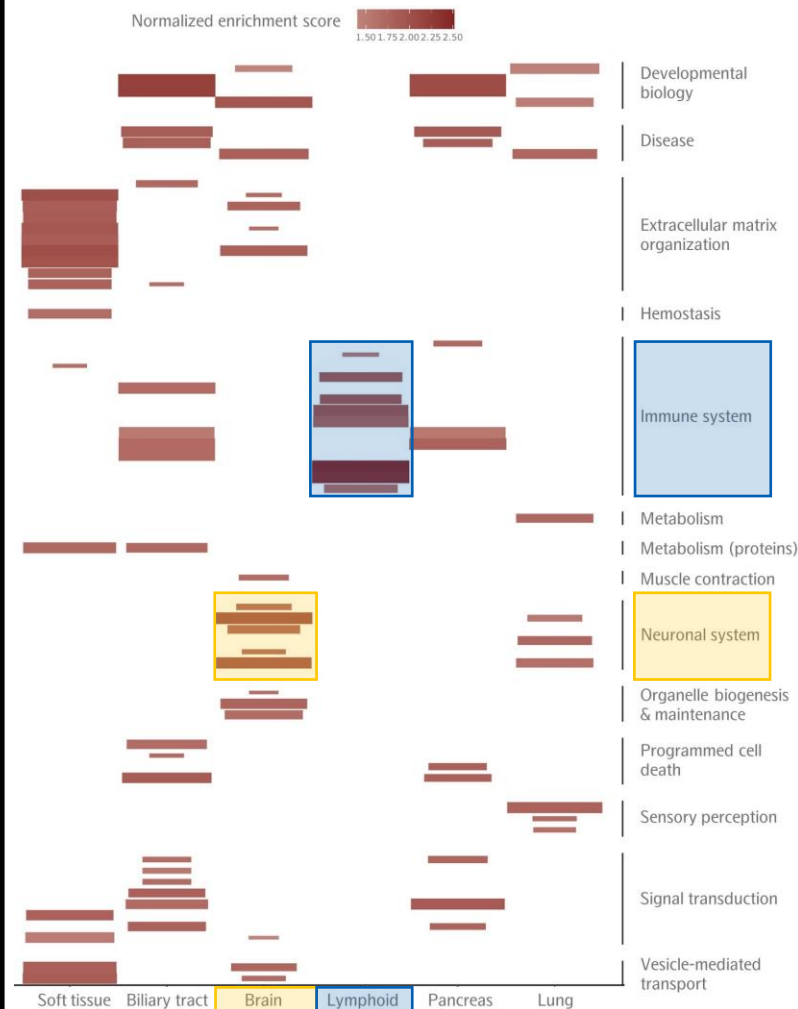 Normalized enrichment score
1.50 1.75 2.00 2.25 2.50
Developmental
biology
Disease
Extracellular matrix
organization
Hemostasis
Immune system
Metabolism
Metabolism (proteins)
Muscle contraction
Neuronal system
Organelle biogenesis
& maintenance
Programmed cell
death
Sensory perception
Signal transduction
Vesicle-mediated
transport
Soft tissue Biliary tract Brain Lymphoid Pancreas Lung